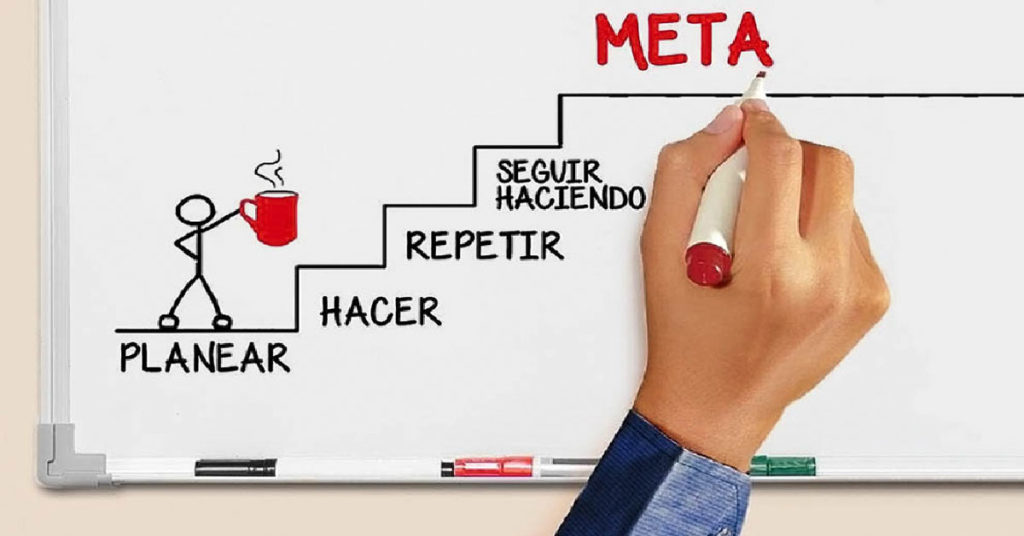 META
SEGUIR
HACIENDO
REPETIR
HACER
PLANEAR